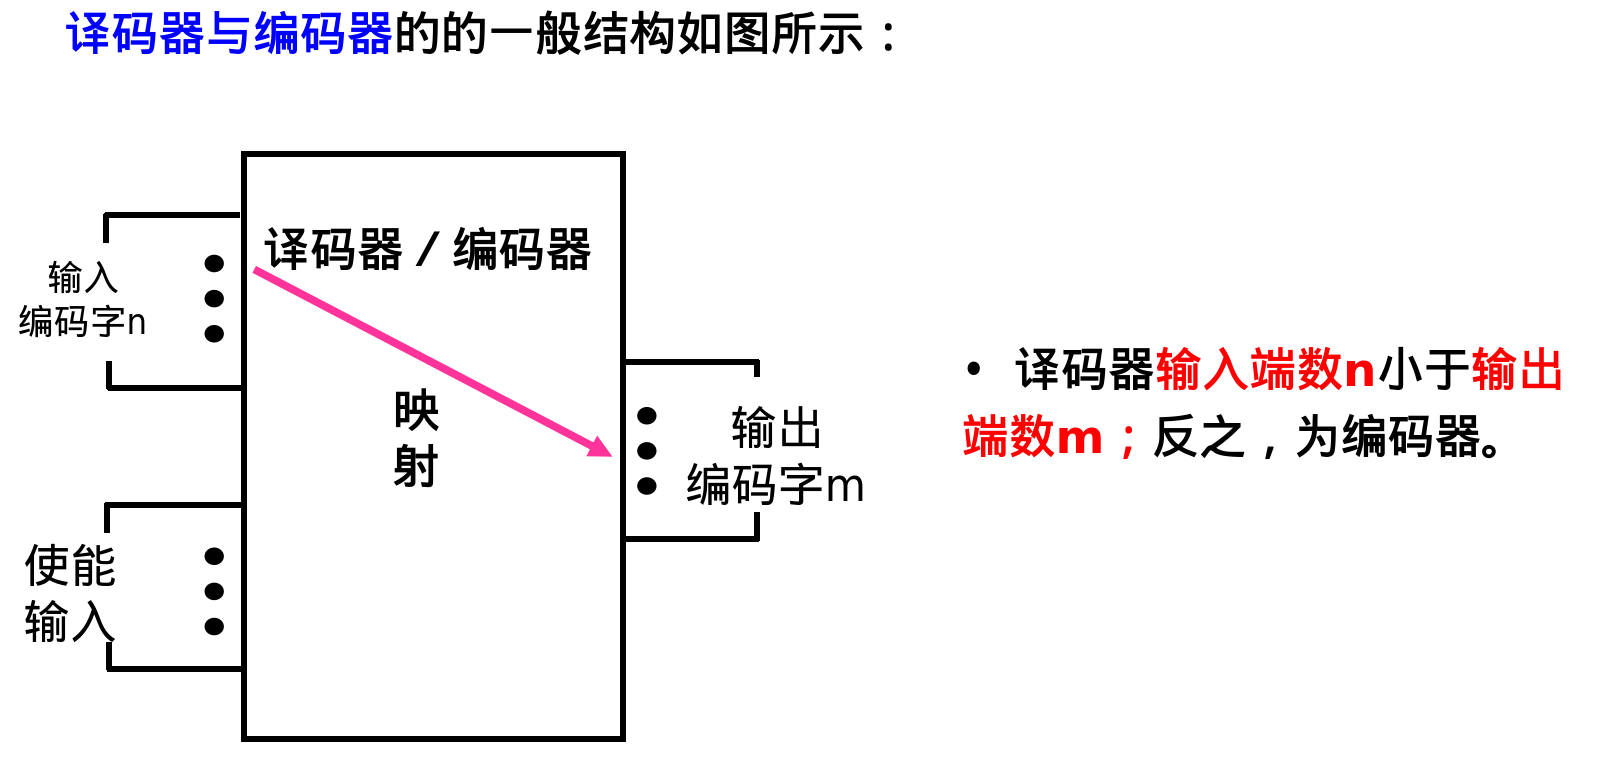 译码器与编码器的的一般结构如图所示：
译码器／编码器
输入
编码字n
映
射
输出
编码字m
使能
输入
• 译码器输入端数n小于输出
端数m；反之，为编码器。